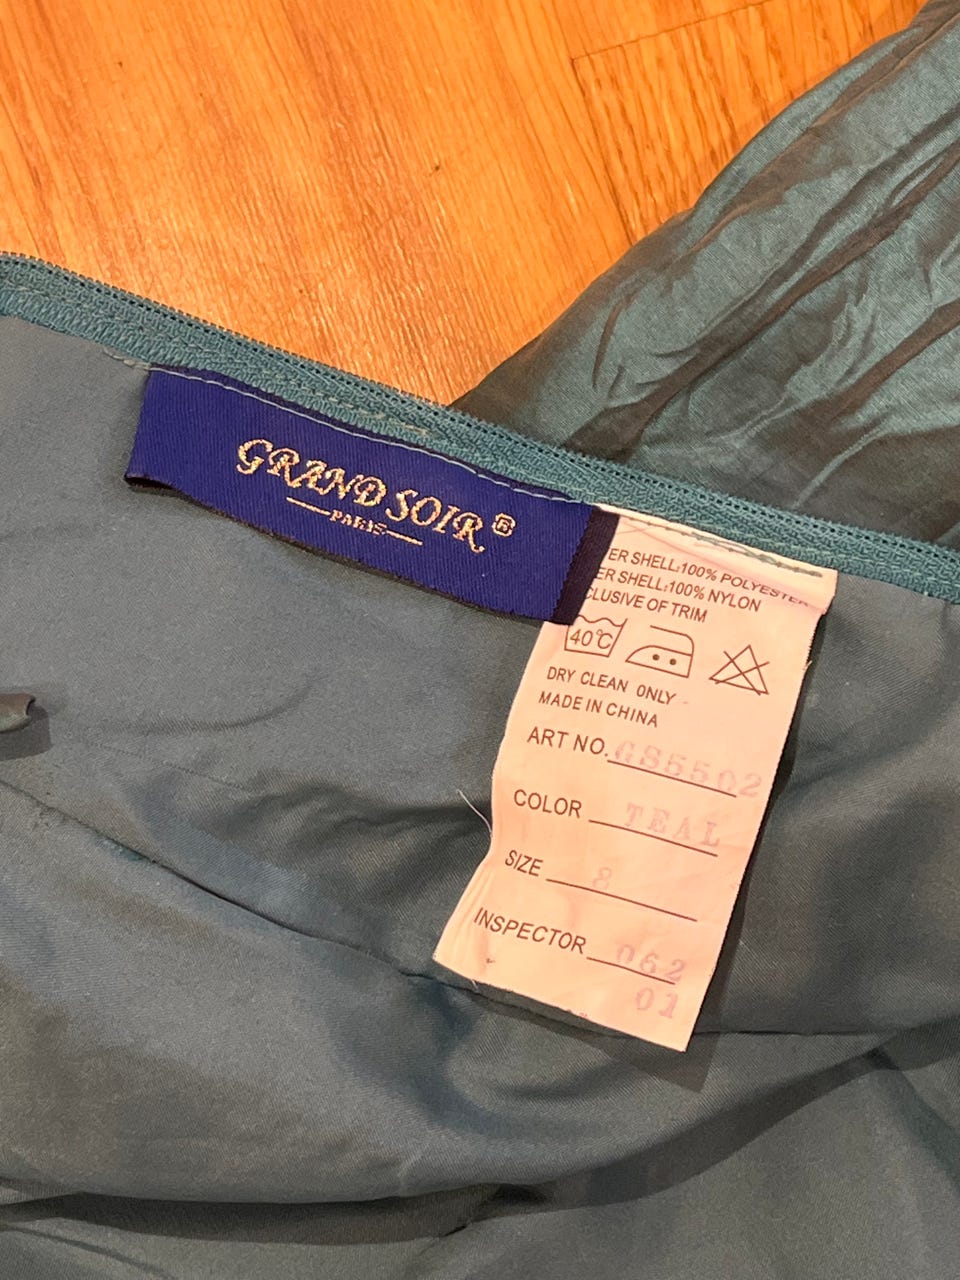 GRAND SOIR®
PARIS
ER SHELL:100% POLYESTER
ER SHELL:100% NYLON
CLUSIVE OF TRIM
40°C
DRY CLEAN ONLY
MADE IN CHINA
ART NO. GS5502
COLOR TEAL
SIZE 8
INSPECTOR 062
01